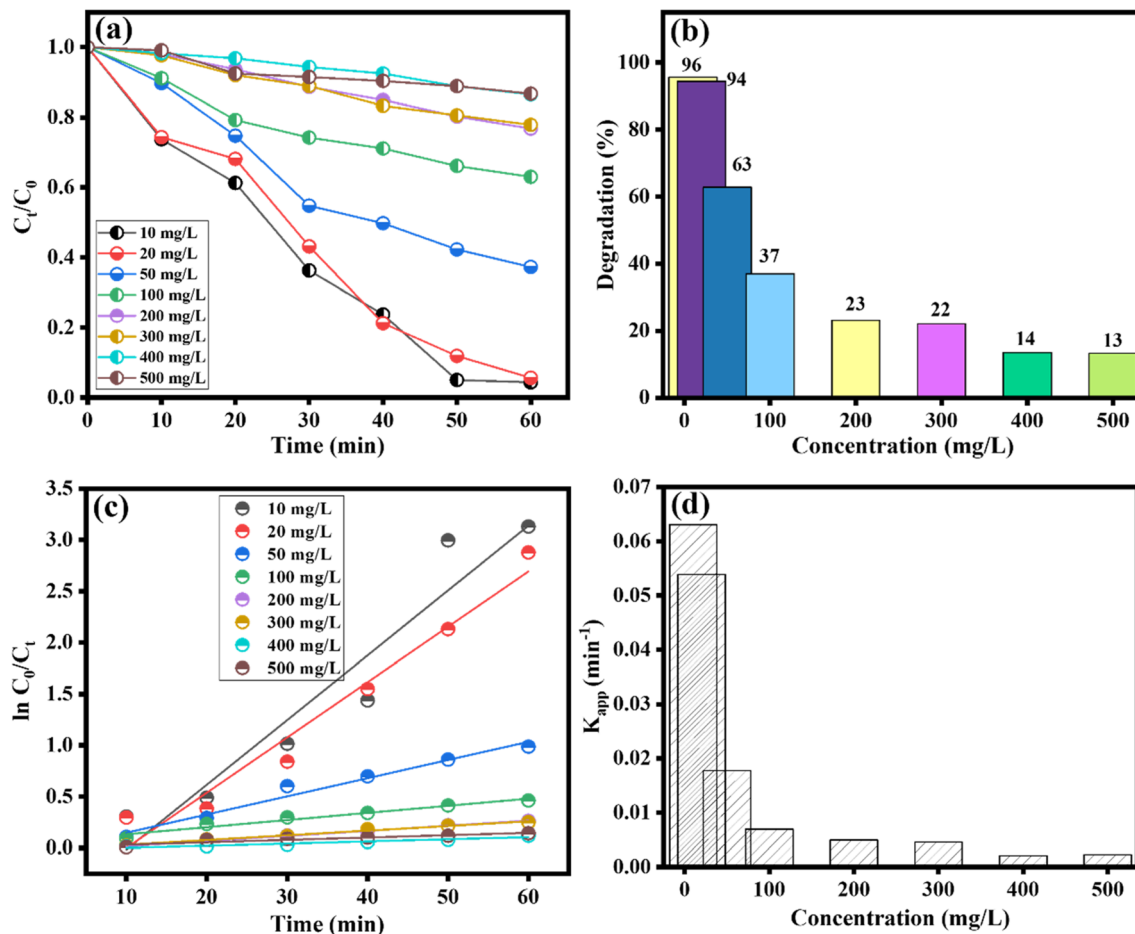 (a)
1.0
0.8
0.6
0.4
0.2
0.0
Cₜ/C₀
10 mg/L
20 mg/L
50 mg/L
100 mg/L
200 mg/L
300 mg/L
400 mg/L
500 mg/L
0 10 20 30 40 50 60
Time (min)
(b)
100
80
60
40
20
0
Degradation (%)
96
94
63
37
23
22
14
13
0 100 200 300 400 500
Concentration (mg/L)
(c)
3.5
3.0
2.5
2.0
1.5
1.0
0.5
0.0
ln C₀/Cₜ
10 mg/L
20 mg/L
50 mg/L
100 mg/L
200 mg/L
300 mg/L
400 mg/L
500 mg/L
10 20 30 40 50 60
Time (min)
(d)
0.07
0.06
0.05
0.04
0.03
0.02
0.01
0.00
Kapp (min⁻¹)
0 100 200 300 400 500
Concentration (mg/L)